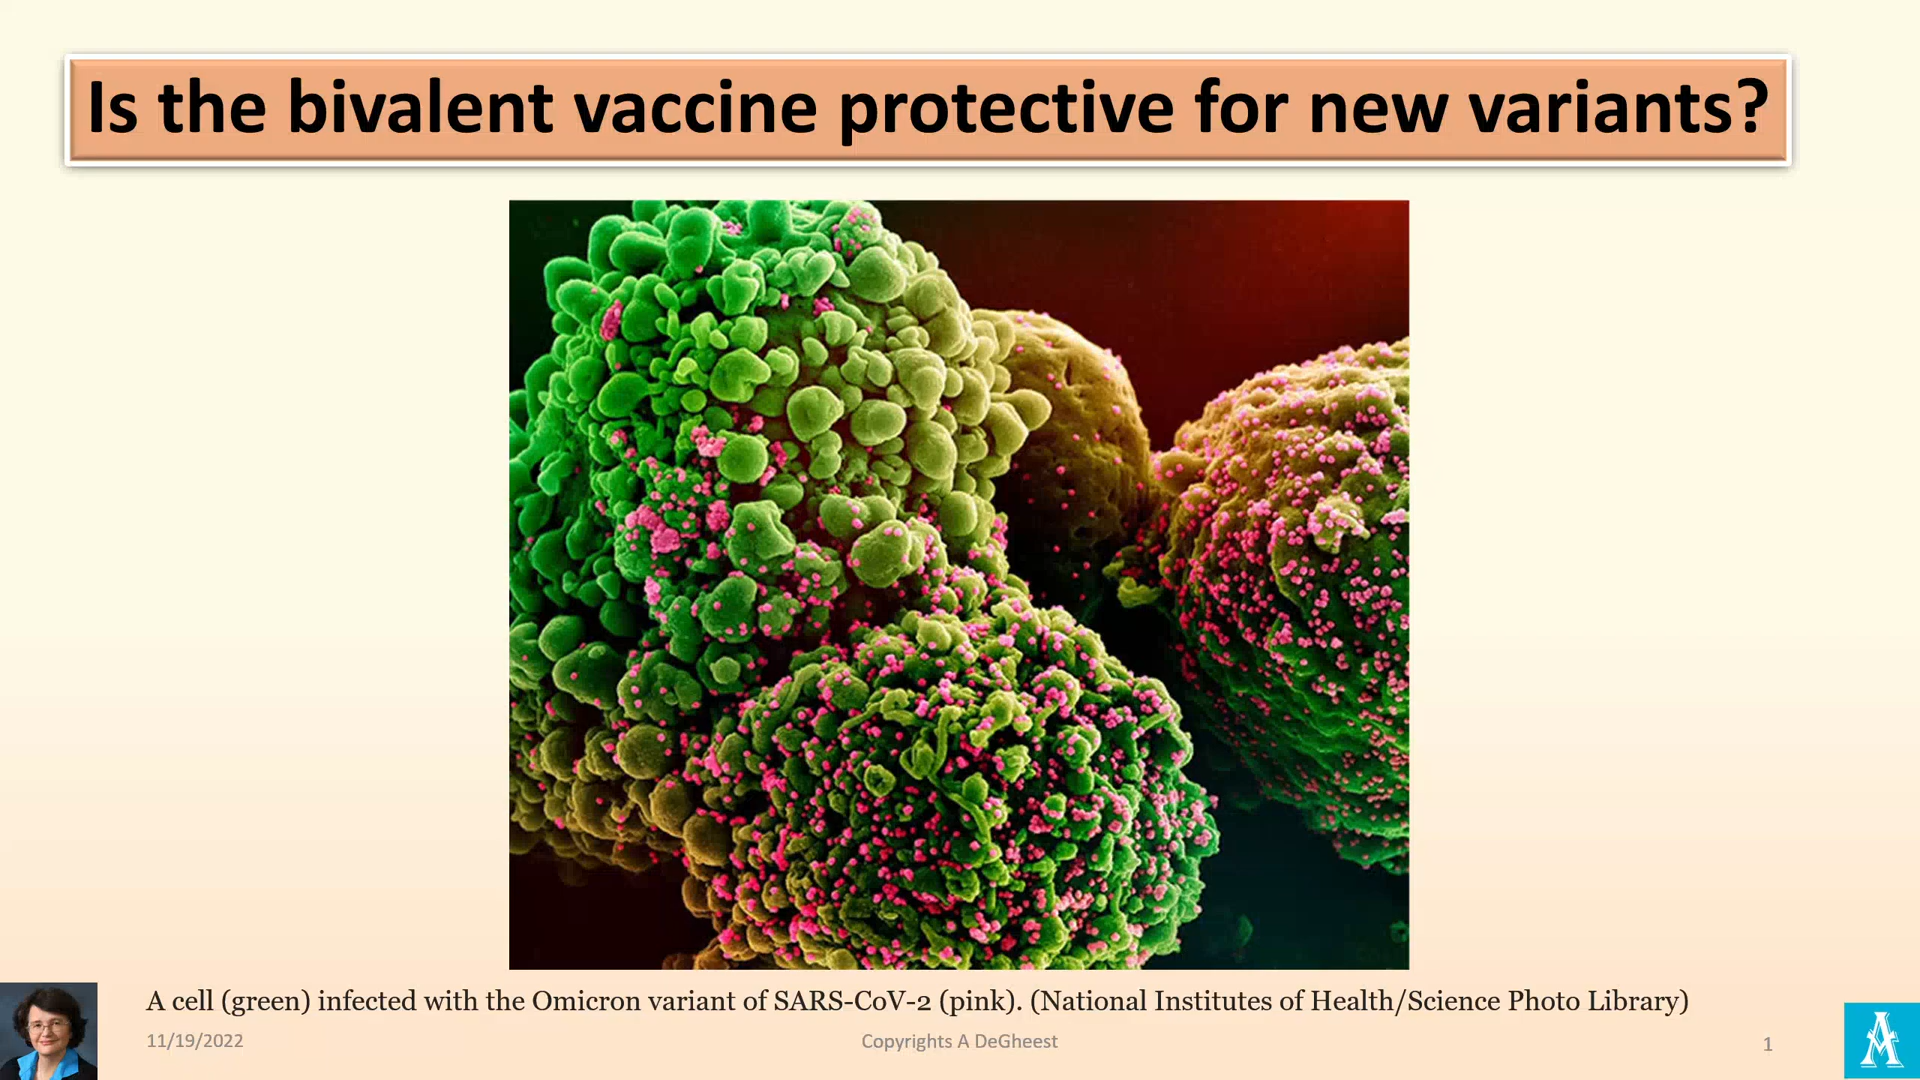 Is the bivalent vaccine protective for new variants?
A cell (green) infected with the Omicron variant of SARS-CoV-2 (pink). (National Institutes of Health/Science Photo Library)
11/19/2022
Copyrights A DeGheest
1
A